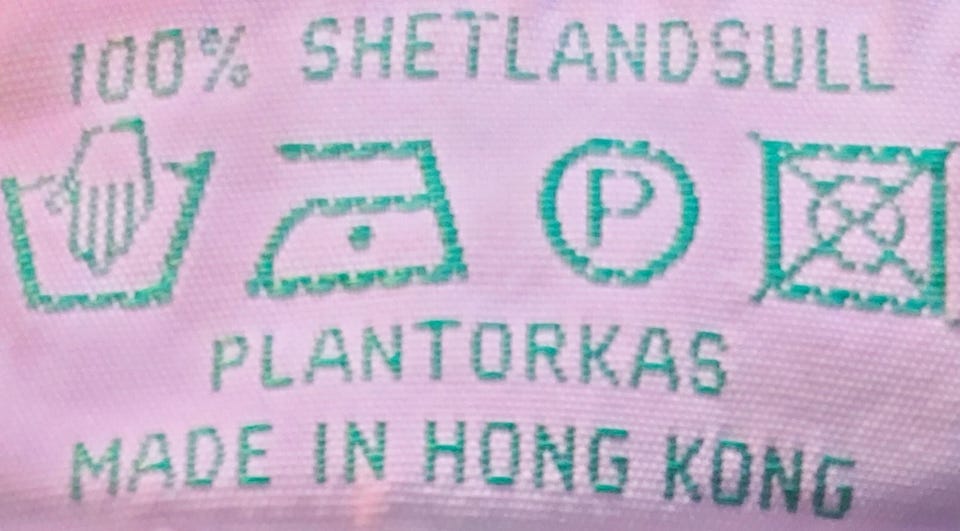 100% SHETLANDSULL
P
PLANTORKAS
MADE IN HONG KONG